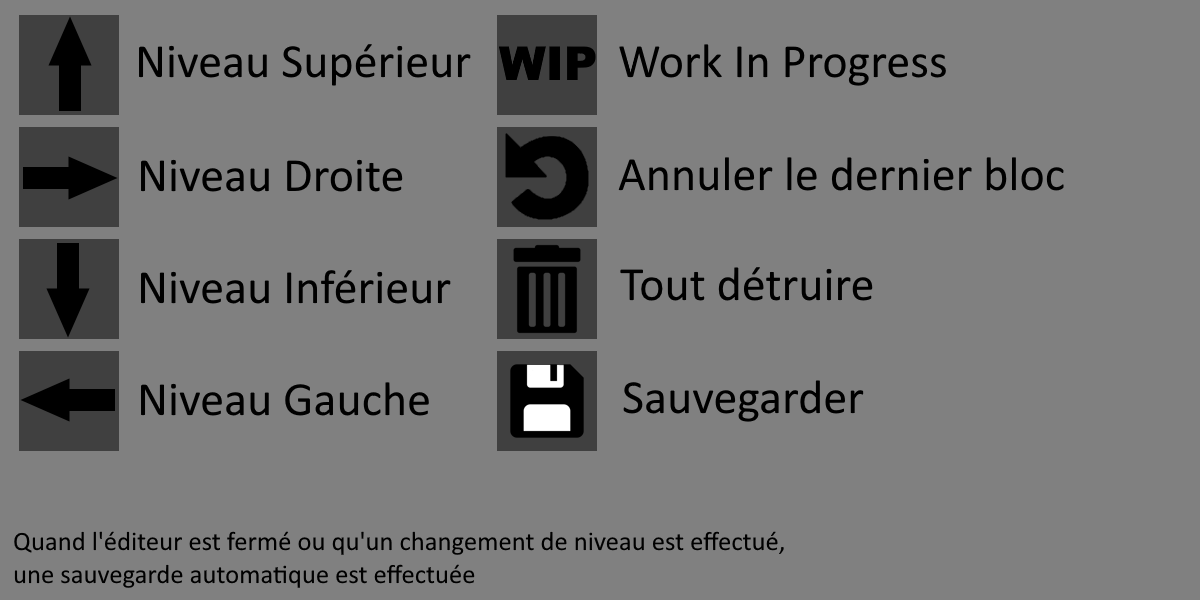 Niveau Supérieur
WIP Work In Progress
Niveau Droite
Annuler le dernier bloc
Niveau Inférieur
Tout détruire
Niveau Gauche
Sauvegarder
Quand l'éditeur est fermé ou qu'un changement de niveau est effectué,
une sauvegarde automatique est effectuée